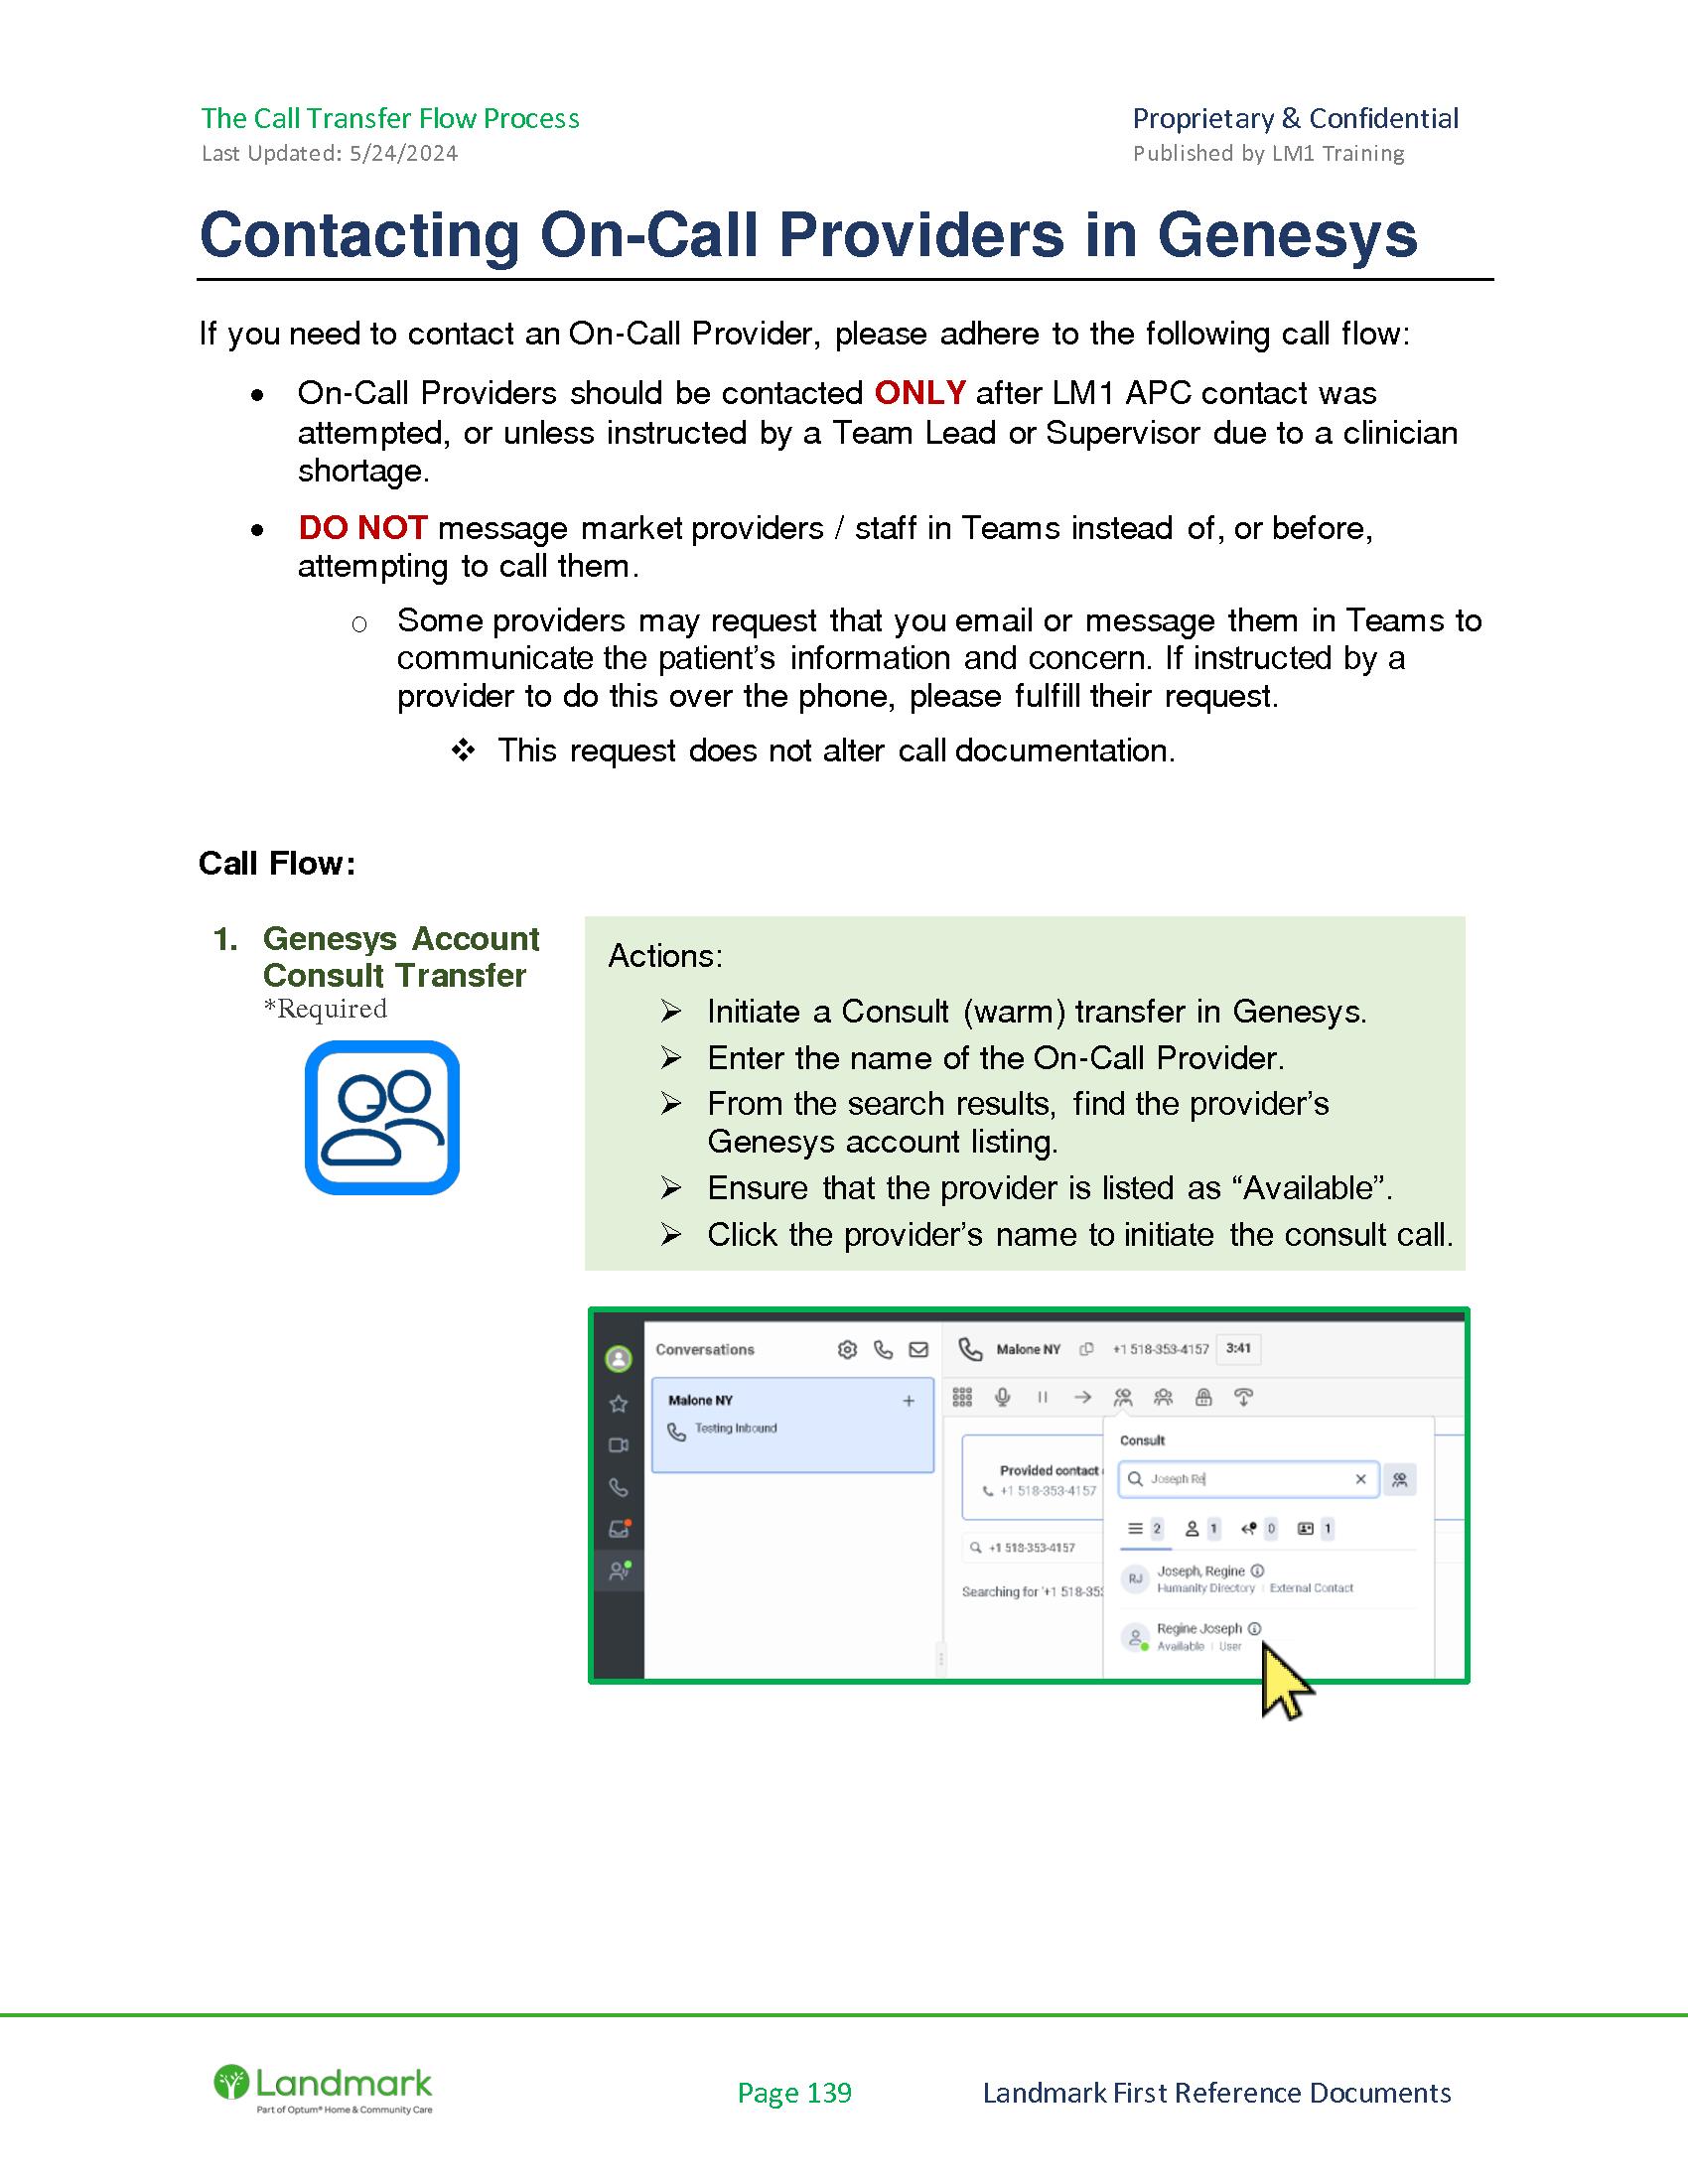 The Call Transfer Flow Process
Proprietary & Confidential
Last Updated: 5/24/2024
Published by LM1 Training
Contacting On-Call Providers in Genesys
If you need to contact an On-Call Provider, please adhere to the following call flow:
• On-Call Providers should be contacted ONLY after LM1 APC contact was
attempted, or unless instructed by a Team Lead or Supervisor due to a clinician
shortage.
• DO NOT message market providers / staff in Teams instead of, or before,
attempting to call them.
o Some providers may request that you email or message them in Teams to
communicate the patient's information and concern. If instructed by a
provider to do this over the phone, please fulfill their request.
❖ This request does not alter call documentation.
Call Flow:
1. Genesys Account
Consult Transfer
*Required
Actions:
➢ Initiate a Consult (warm) transfer in Genesys.
➢ Enter the name of the On-Call Provider.
➢ From the search results, find the provider's
Genesys account listing.
➢ Ensure that the provider is listed as “Available”.
➢ Click the provider's name to initiate the consult call.
Conversations
Malone NY +1 518-353-4157 3:41
Malone NY +
Testing Inbound
Consult
Provided contact
+1 518-353-4157
Joseph Re
2 1 0 1
+1 518-353-4157
Joseph, Regine
Humanity Directory | External Contact
Searching for '+1 518-35
RJ
Regine Joseph
Available | User
Landmark
Part of Optum® Home & Community Care
Page 139
Landmark First Reference Documents